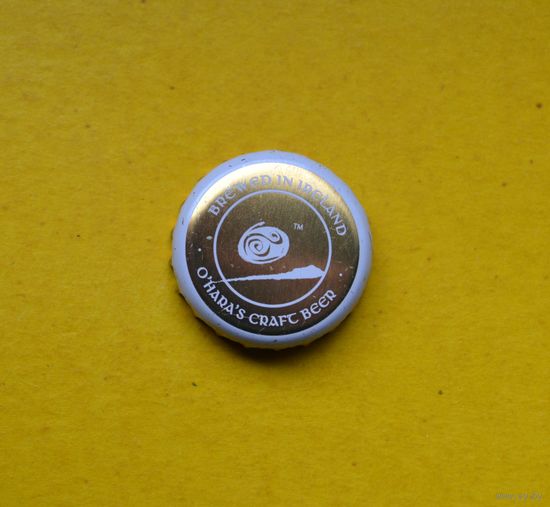 BREWED IN IRELAND
TM
O'HARA'S CRAFT BEER